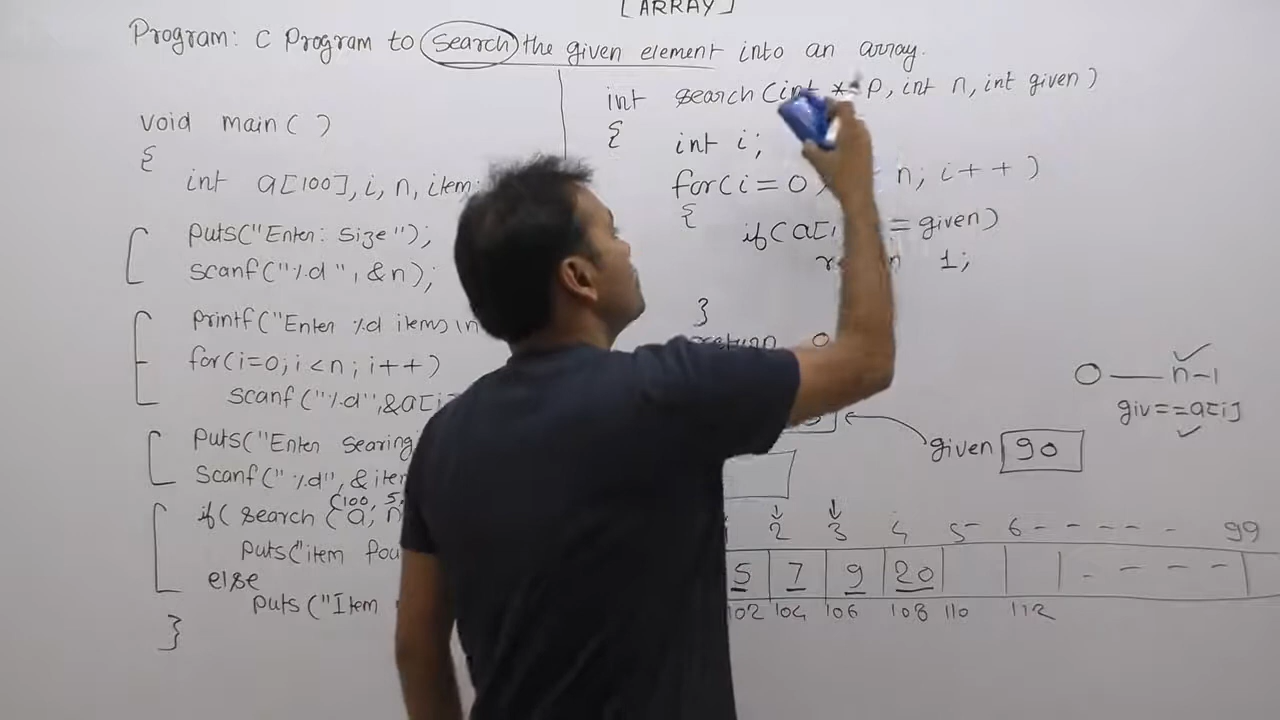 [ARRAY]
Program: C Program to Search the given element into an array.
void main( )
{
int a[100], i, n, item
puts("Enter: size");
scanf("%d", &n);
printf("Enter %d items\n
for(i=0; i<n; i++)
scanf("%d", &a[i]
puts("Enter Searing
Scanf("%d", &item
(100, 5,
if( search (a, n
puts("item fou
else
puts("Item
}
int search(int * p, int n, int given)
{
int i;
for(i=0 n; i++)
{
if(a[i = given)
1;
}
return 0
0 — n-1
giv==a[i]
given 90
2 3 4 5 6 - - - - - - 99
5 7 9 20 - - - -
102 104 106 108 110 112